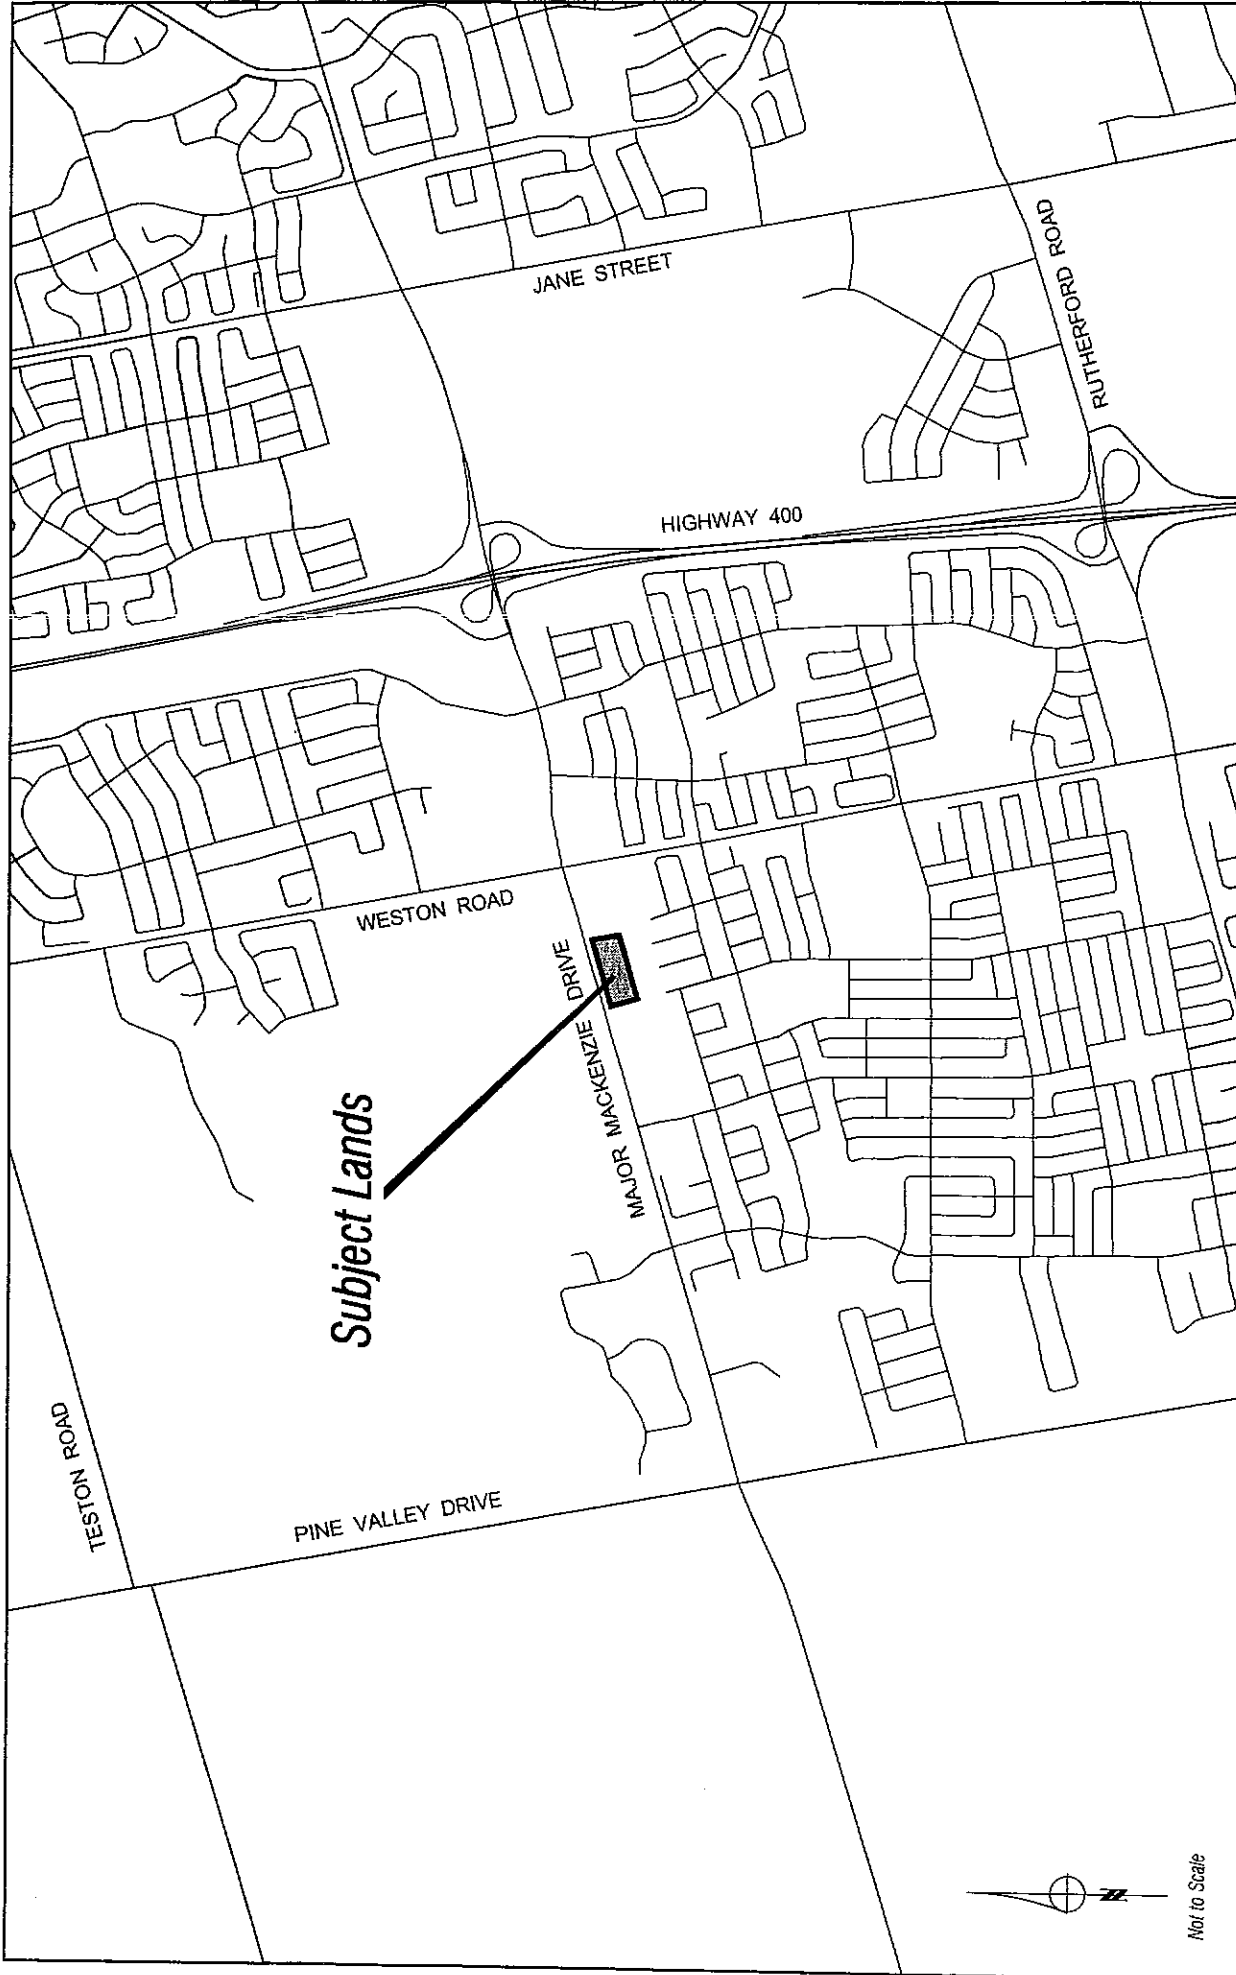 TESTON ROAD
PINE VALLEY DRIVE
WESTON ROAD
JANE STREET
HIGHWAY 400
MAJOR MACKENZIE DRIVE
RUTHERFORD ROAD
Subject Lands
N
Not to Scale